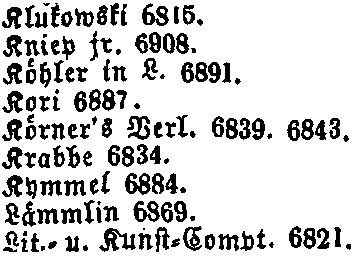 Klukowski 6815.
Kniep jr. 6908.
Köhler in L. 6891.
Kori 6887.
Körner's Verl. 6839. 6843.
Krabbe 6834.
Kymmel 6884.
Lämmlin 6869.
Lit.- u. Kunst-Compt. 6821.